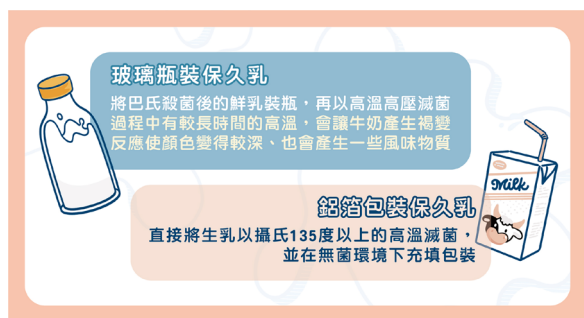 玻璃瓶裝保久乳
將巴氏殺菌後的鮮乳裝瓶，再以高溫高壓滅菌
過程中有較長時間的高溫，會讓牛奶產生褐變
反應使顏色變得較深、也會產生一些風味物質
Milk
鋁箔包裝保久乳
直接將生乳以攝氏135度以上的高溫滅菌，
並在無菌環境下充填包裝